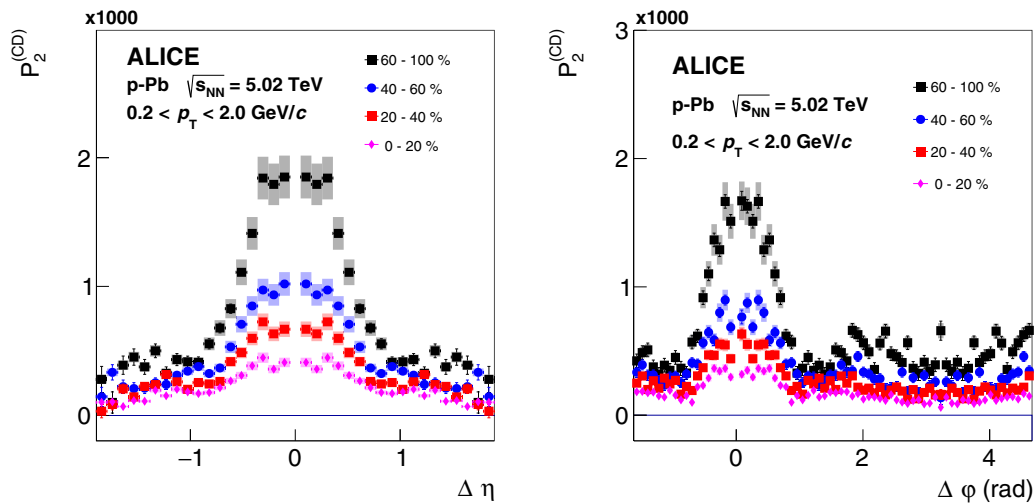 x1000
P2(CD)
ALICE
p-Pb √sNN = 5.02 TeV
0.2 < pT < 2.0 GeV/c
60 - 100 %
40 - 60 %
20 - 40 %
0 - 20 %
2
1
0
−1
0
1
Δ η
x1000
P2(CD)
3
ALICE
p-Pb √sNN = 5.02 TeV
0.2 < pT < 2.0 GeV/c
60 - 100 %
40 - 60 %
20 - 40 %
0 - 20 %
2
1
0
0
2
4
Δ φ (rad)